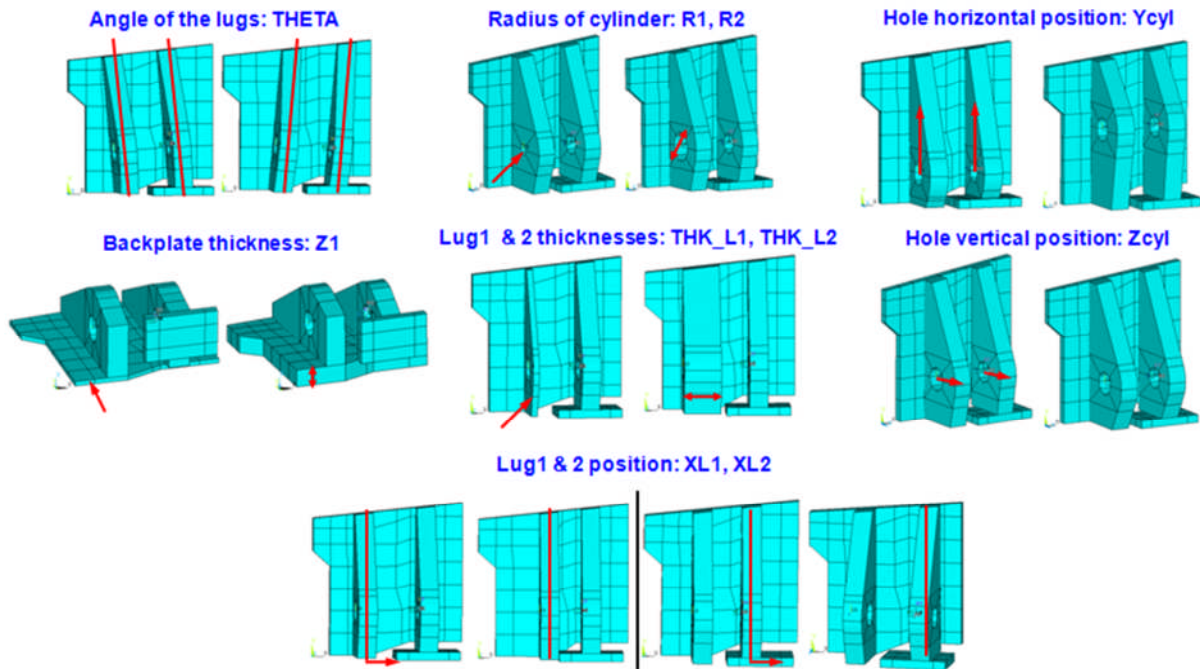 Angle of the lugs: THETA
Radius of cylinder: R1, R2
Hole horizontal position: Ycyl
Backplate thickness: Z1
Lug1 & 2 thicknesses: THK_L1, THK_L2
Hole vertical position: Zcyl
Lug1 & 2 position: XL1, XL2